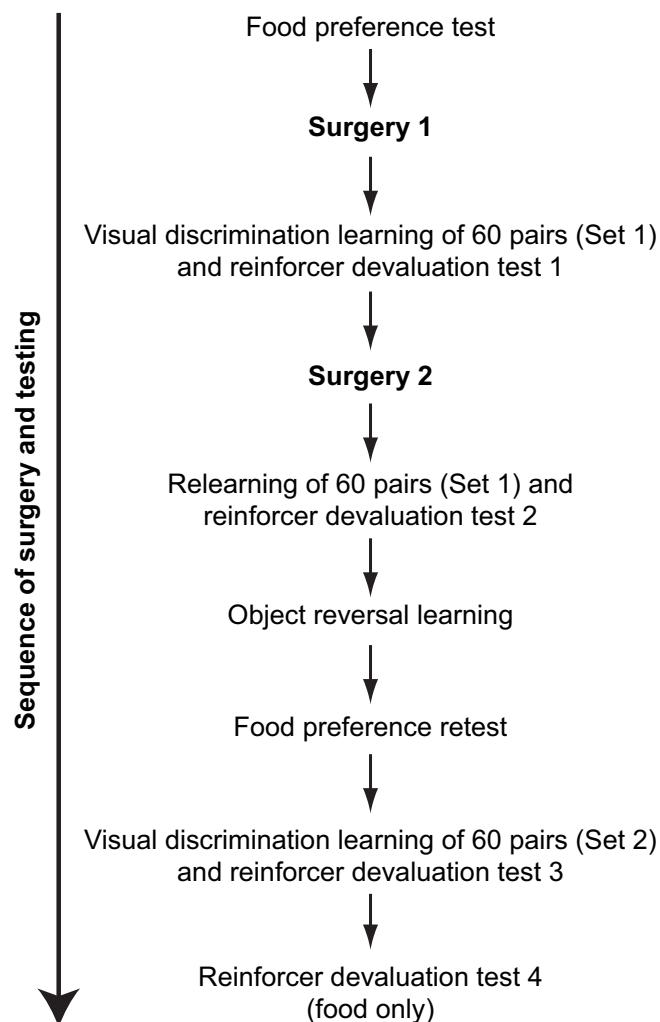 Food preference test
Surgery 1
Visual discrimination learning of 60 pairs (Set 1)
and reinforcer devaluation test 1
Surgery 2
Relearning of 60 pairs (Set 1) and
reinforcer devaluation test 2
Object reversal learning
Food preference retest
Visual discrimination learning of 60 pairs (Set 2)
and reinforcer devaluation test 3
Reinforcer devaluation test 4
(food only)
Sequence of surgery and testing